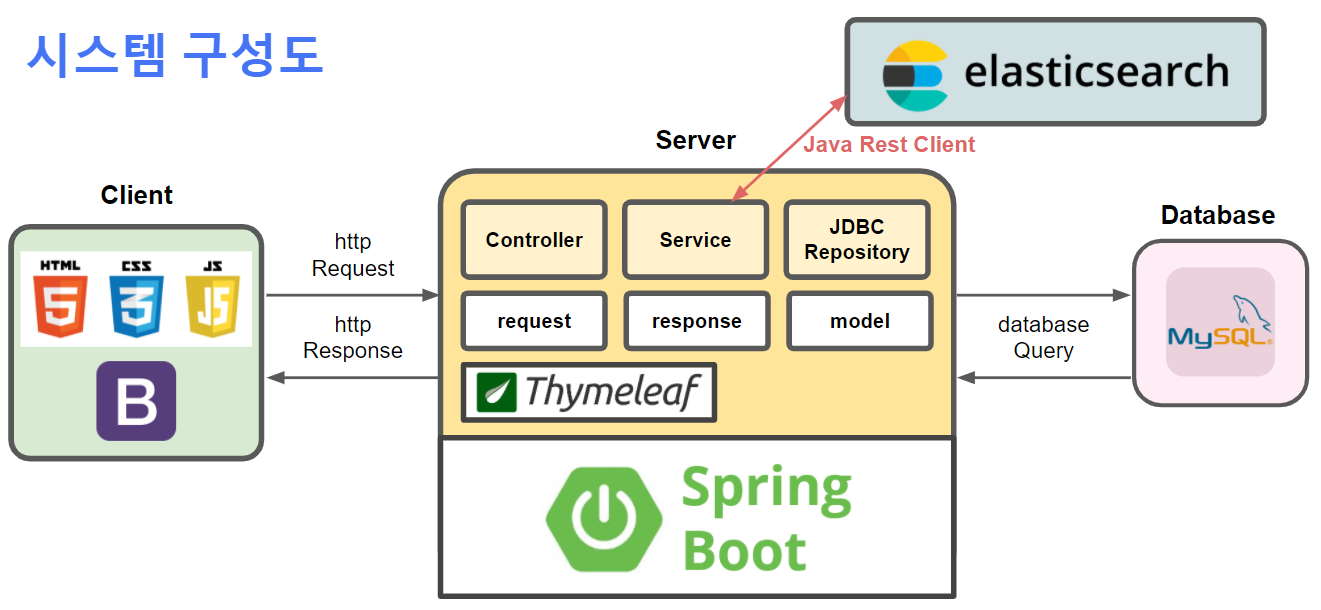 시스템 구성도
elasticsearch
Java Rest Client
Server
Client
HTML
CSS
JS
5
3
JS
B
http
Request
http
Response
Controller
Service
JDBC
Repository
request
response
model
Thymeleaf
Spring
Boot
database
Query
Database
MySQL®